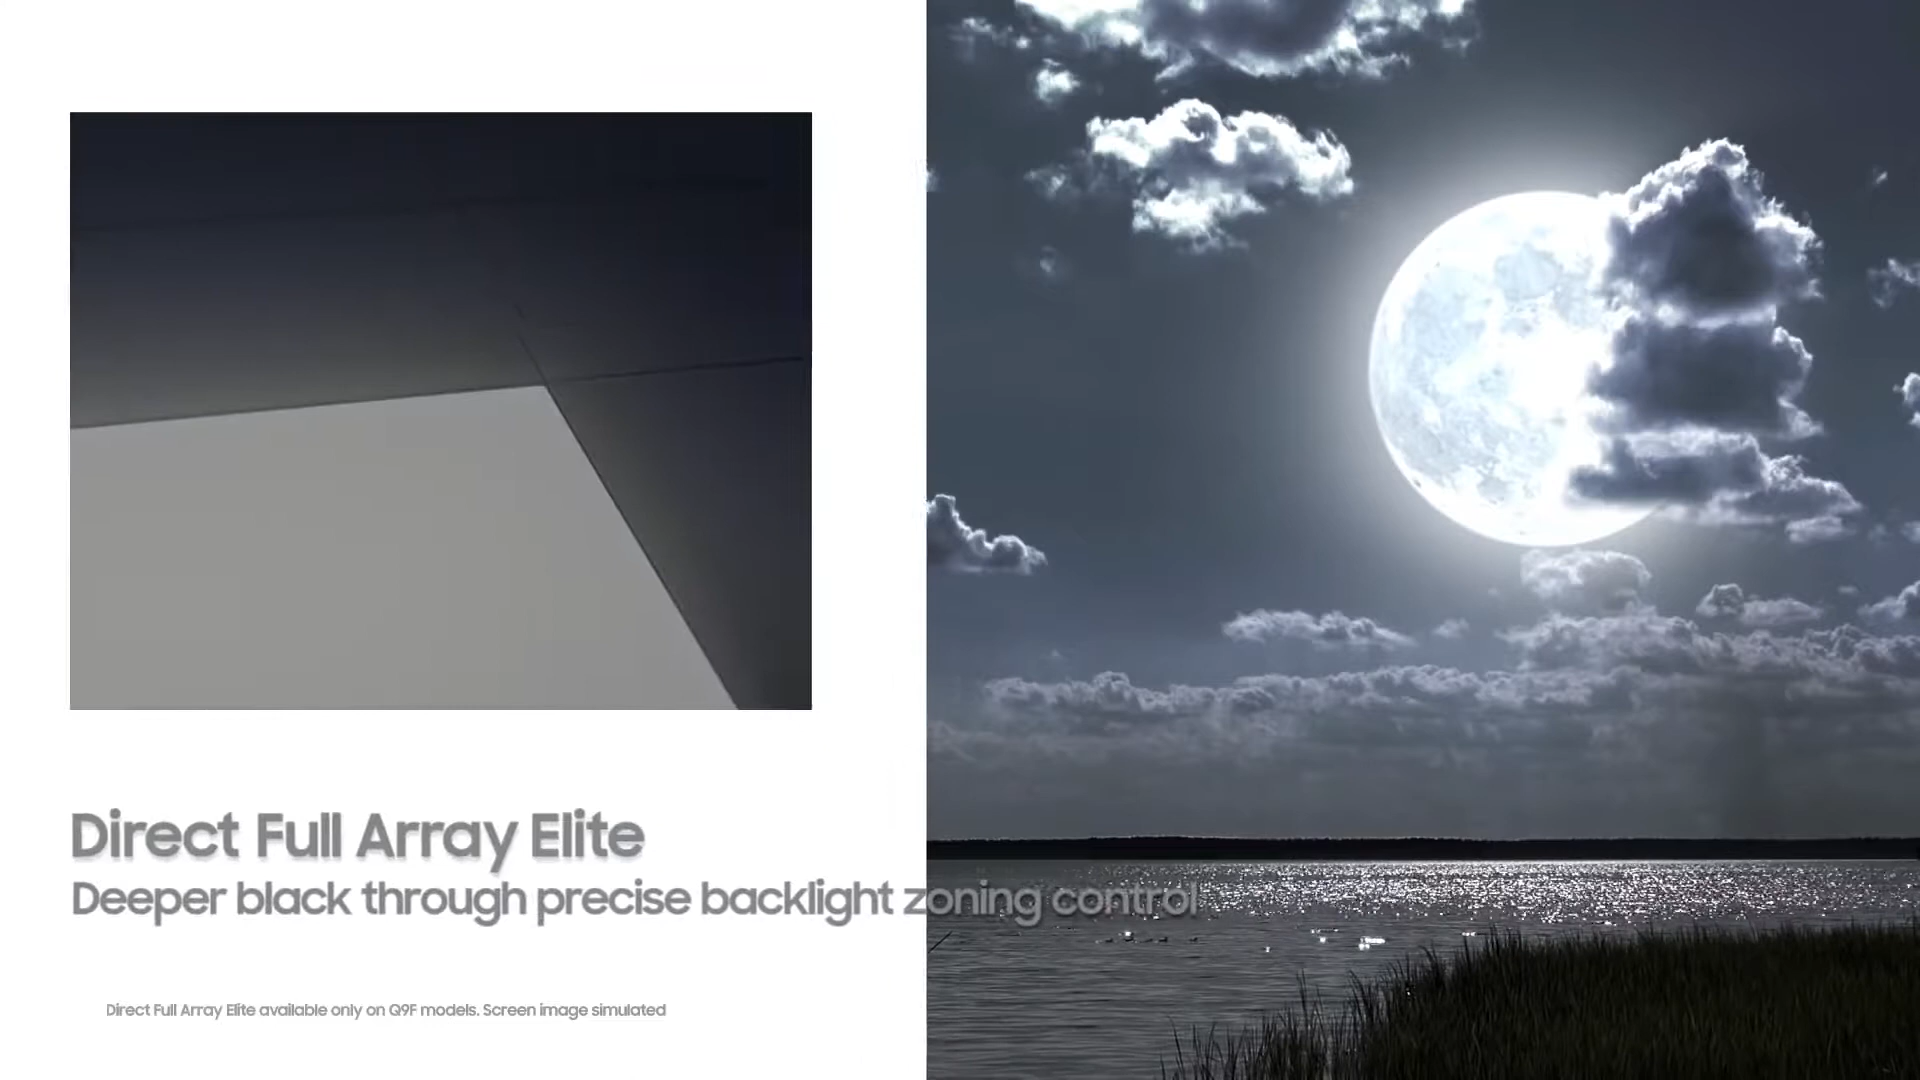 Direct Full Array Elite
Deeper black through precise backlight zoning control
Direct Full Array Elite available only on Q9F models. Screen image simulated